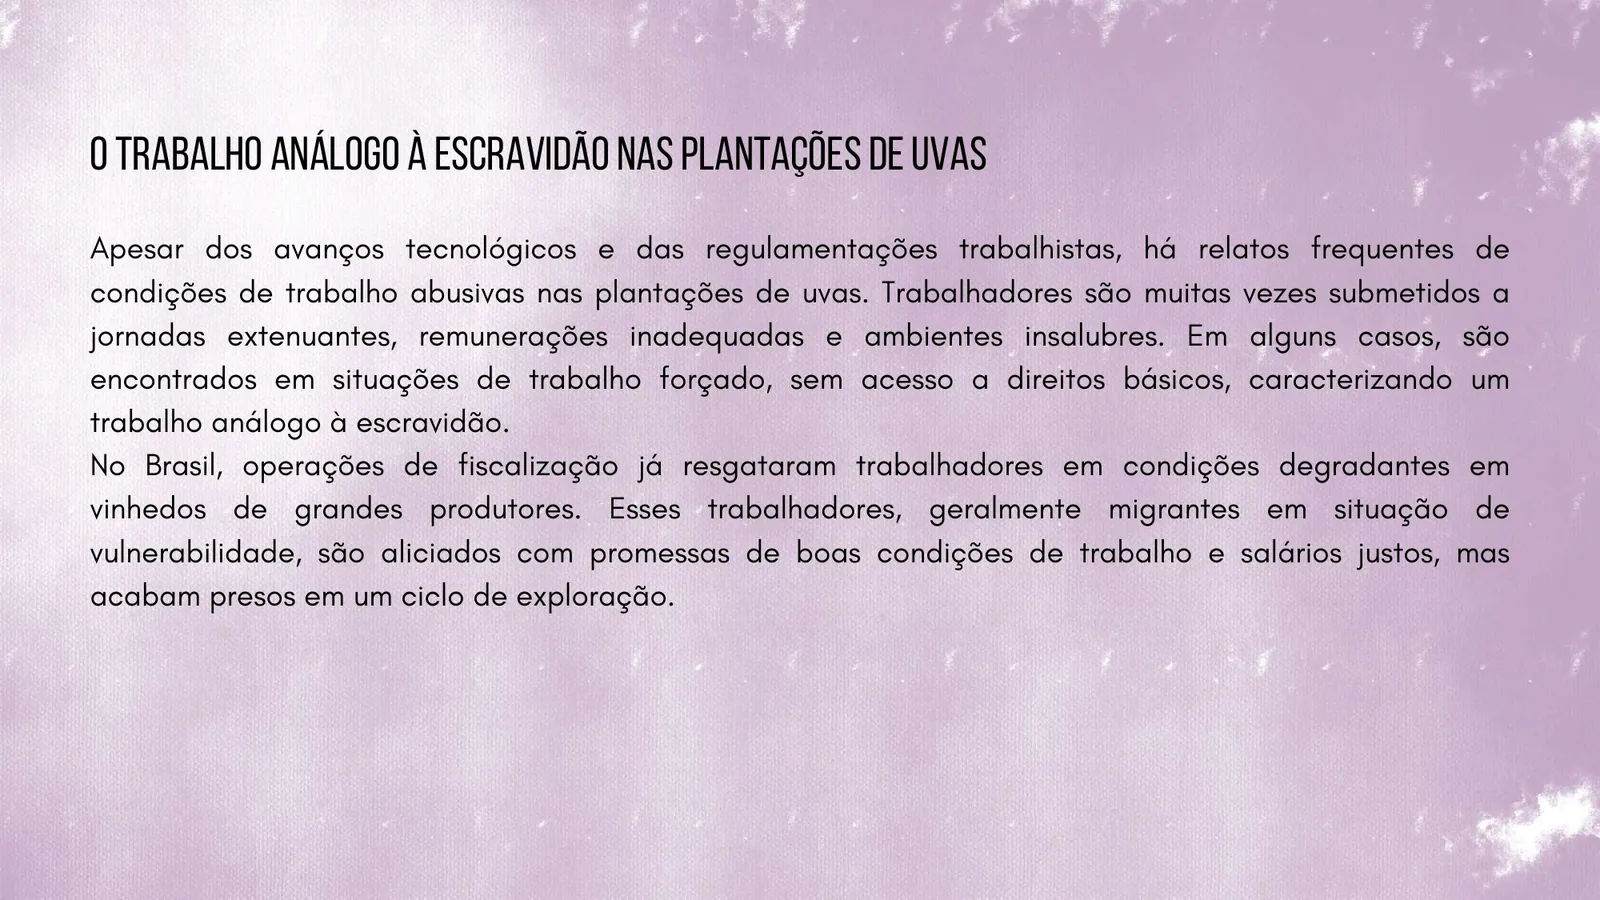 O TRABALHO ANÁLOGO À ESCRAVIDÃO NAS PLANTAÇÕES DE UVAS
Apesar dos avanços tecnológicos e das regulamentações trabalhistas, há relatos frequentes de
condições de trabalho abusivas nas plantações de uvas. Trabalhadores são muitas vezes submetidos a
jornadas extenuantes, remunerações inadequadas e ambientes insalubres. Em alguns casos, são
encontrados em situações de trabalho forçado, sem acesso a direitos básicos, caracterizando um
trabalho análogo à escravidão.
No Brasil, operações de fiscalização já resgataram trabalhadores em condições degradantes em
vinhedos de grandes produtores. Esses trabalhadores, geralmente migrantes em situação de
vulnerabilidade, são aliciados com promessas de boas condições de trabalho e salários justos, mas
acabam presos em um ciclo de exploração.